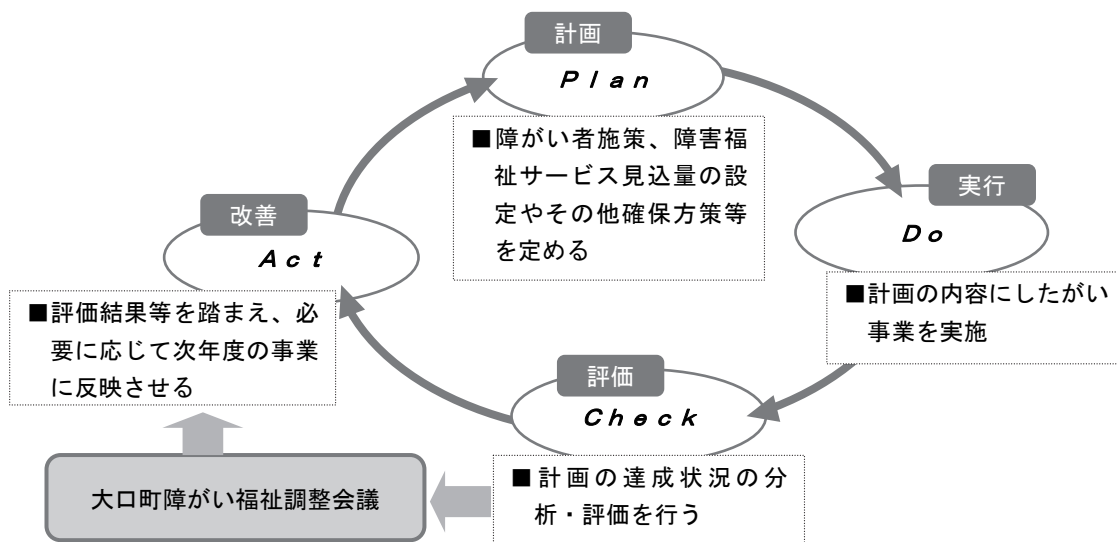 計画
Plan
■障がい者施策、障害福
祉サービス見込量の設
定やその他確保方策等
を定める
実行
Do
■計画の内容にしたがい
事業を実施
評価
Check
■計画の達成状況の分
析・評価を行う
改善
Act
■評価結果等を踏まえ、必
要に応じて次年度の事業
に反映させる
大口町障がい福祉調整会議